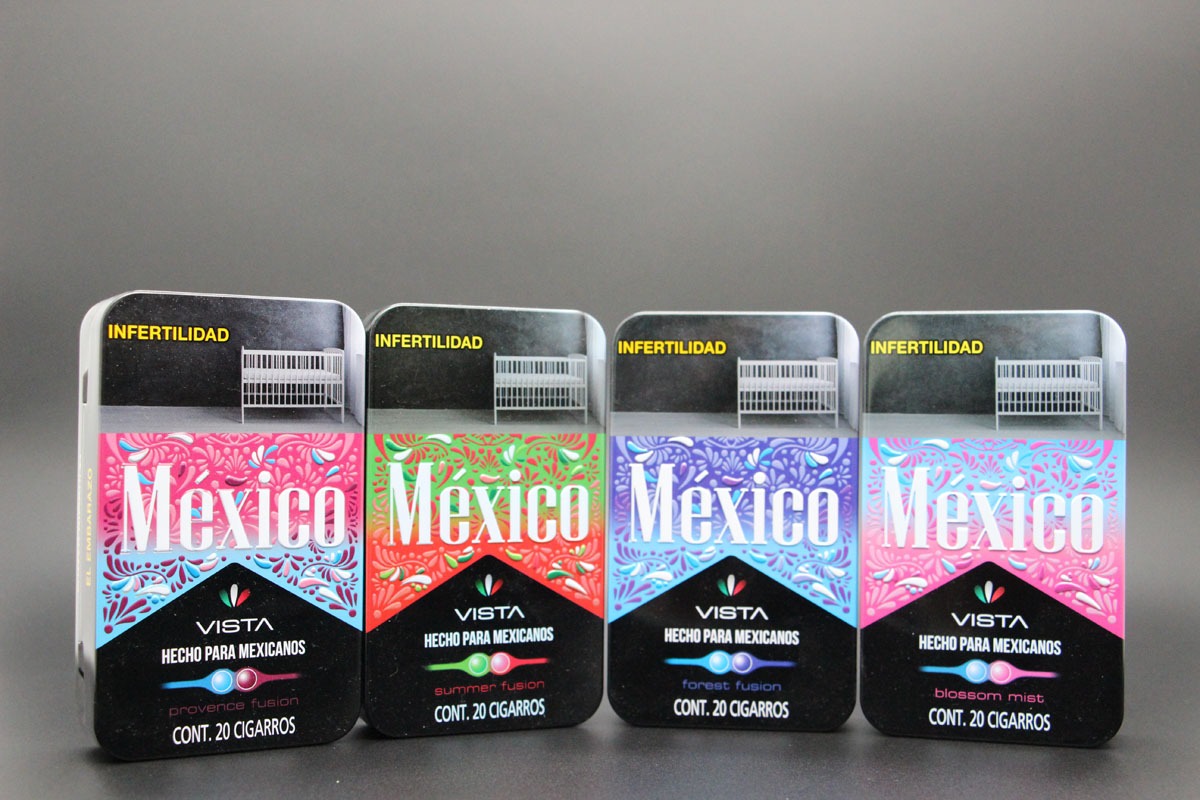 INFERTILIDAD
México
VISTA
HECHO PARA MEXICANOS
provence fusion
CONT. 20 CIGARROS
EL EMBARAZO
INFERTILIDAD
México
VISTA
HECHO PARA MEXICANOS
summer fusion
CONT. 20 CIGARROS
INFERTILIDAD
México
VISTA
HECHO PARA MEXICANOS
forest fusion
CONT. 20 CIGARROS
INFERTILIDAD
México
VISTA
HECHO PARA MEXICANOS
blossom mist
CONT. 20 CIGARROS